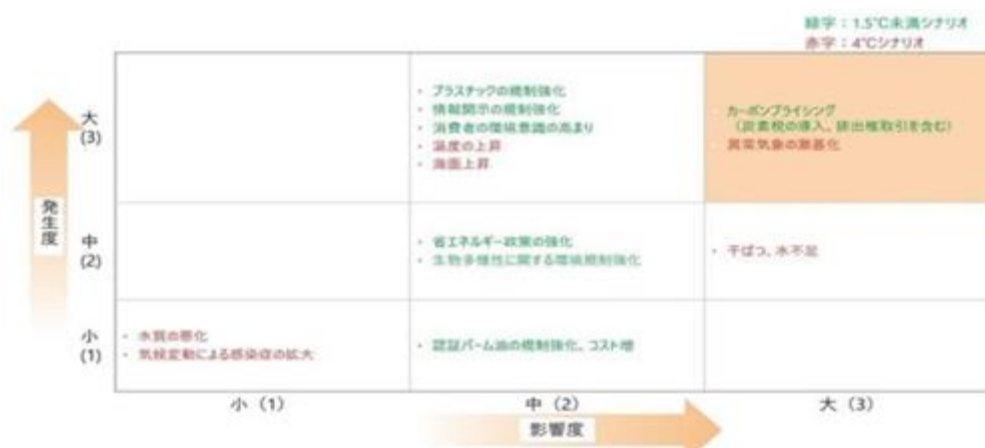 緑字：1.5℃未満シナリオ
赤字：4℃シナリオ
発生度
大
(3)
・ プラスチックの規制強化
・ 情報開示の規制強化
・ 消費者の環境意識の高まり
・ 温度の上昇
・ 海面上昇
・ カーボンプライシング
（炭素税の導入、排出権取引を含む）
・ 異常気象の激甚化
中
(2)
・ 省エネルギー政策の強化
・ 生物多様性に関する環境規制強化
・ 干ばつ、水不足
小
(1)
・ 水質の悪化
・ 気候変動による感染症の拡大
・ 認証パーム油の規制強化、コスト増
小（1）
中（2）
大（3）
影響度